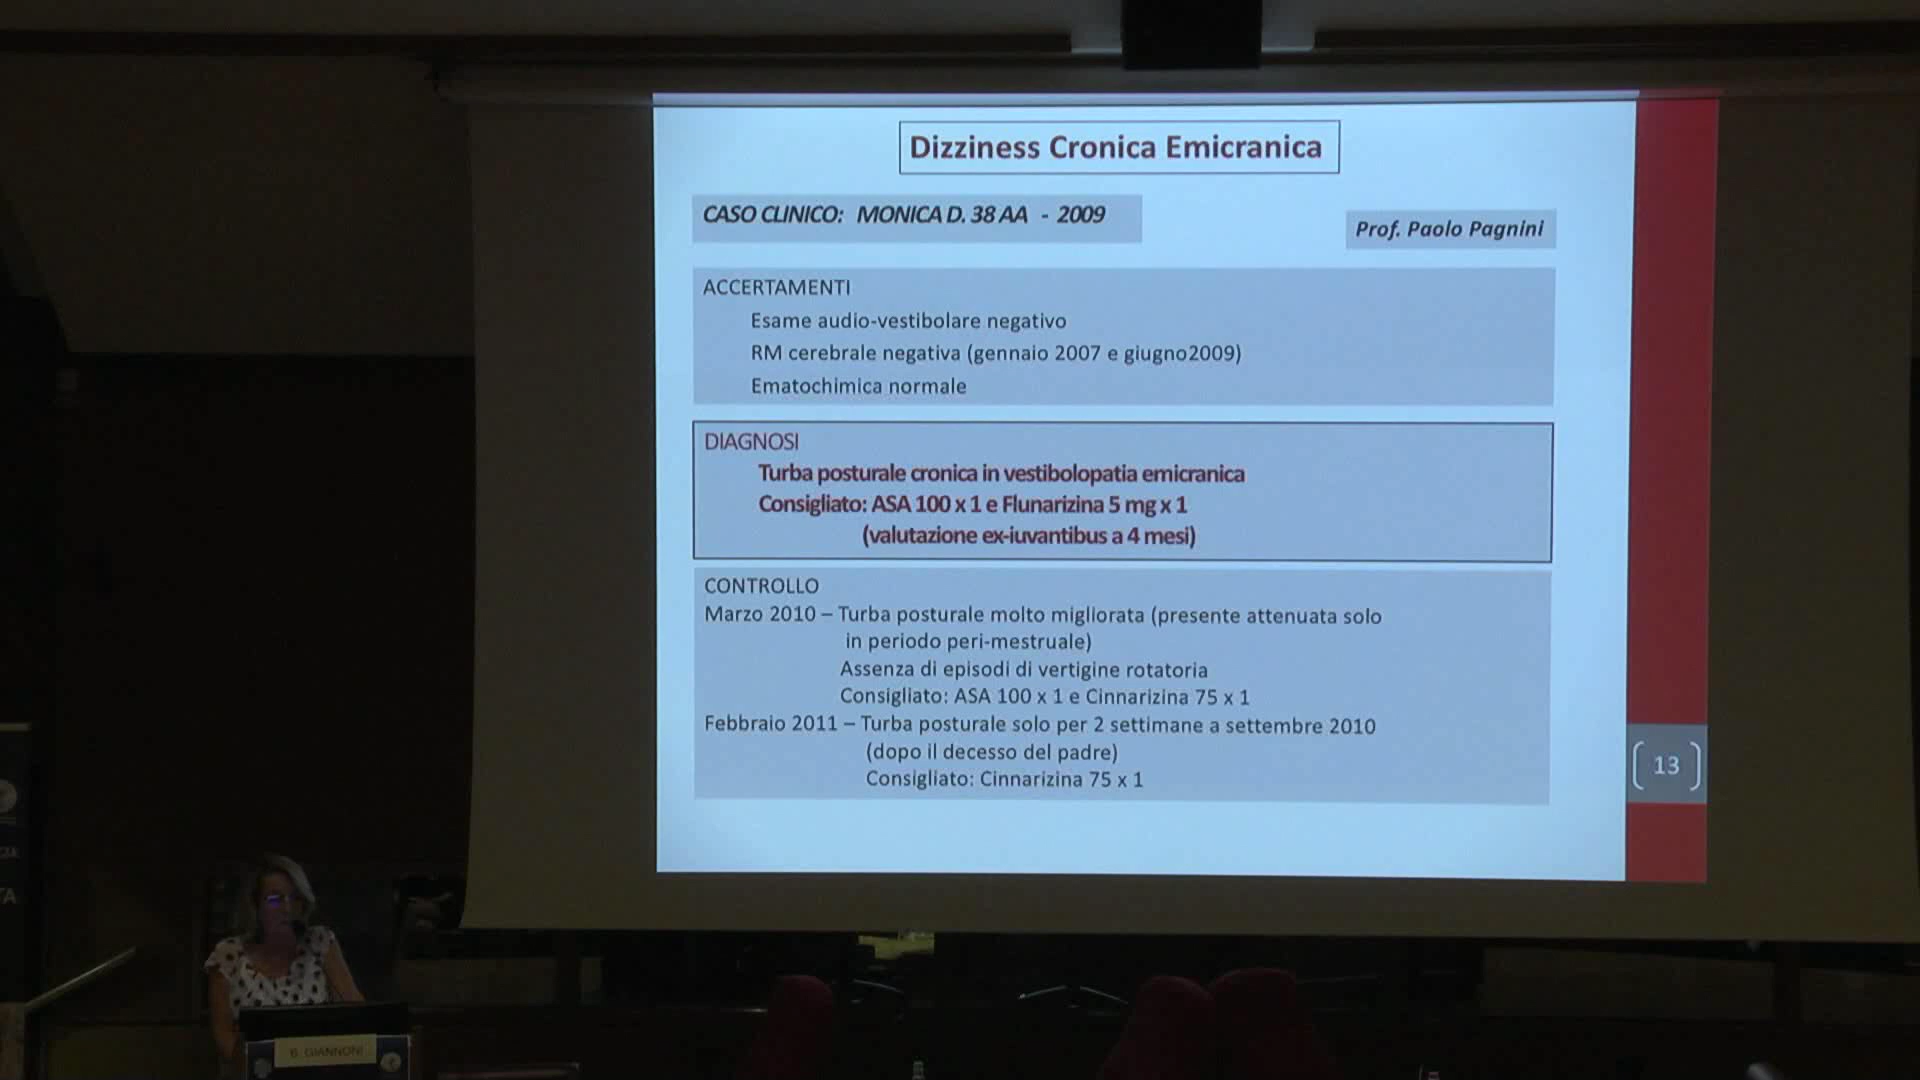 Dizziness Cronica Emicranica
CASO CLINICO: MONICA D. 38 AA - 2009
Prof. Paolo Pagnini
ACCERTAMENTI
Esame audio-vestibolare negativo
RM cerebrale negativa (gennaio 2007 e giugno2009)
Ematochimica normale
DIAGNOSI
Turba posturale cronica in vestibolopatia emicranica
Consigliato: ASA 100 x 1 e Flunarizina 5 mg x 1
(valutazione ex-iuvantibus a 4 mesi)
CONTROLLO
Marzo 2010 – Turba posturale molto migliorata (presente attenuata solo
in periodo peri-mestruale)
Assenza di episodi di vertigine rotatoria
Consigliato: ASA 100 x 1 e Cinnarizina 75 x 1
Febbraio 2011 – Turba posturale solo per 2 settimane a settembre 2010
(dopo il decesso del padre)
Consigliato: Cinnarizina 75 x 1
13
B. GIANNONI